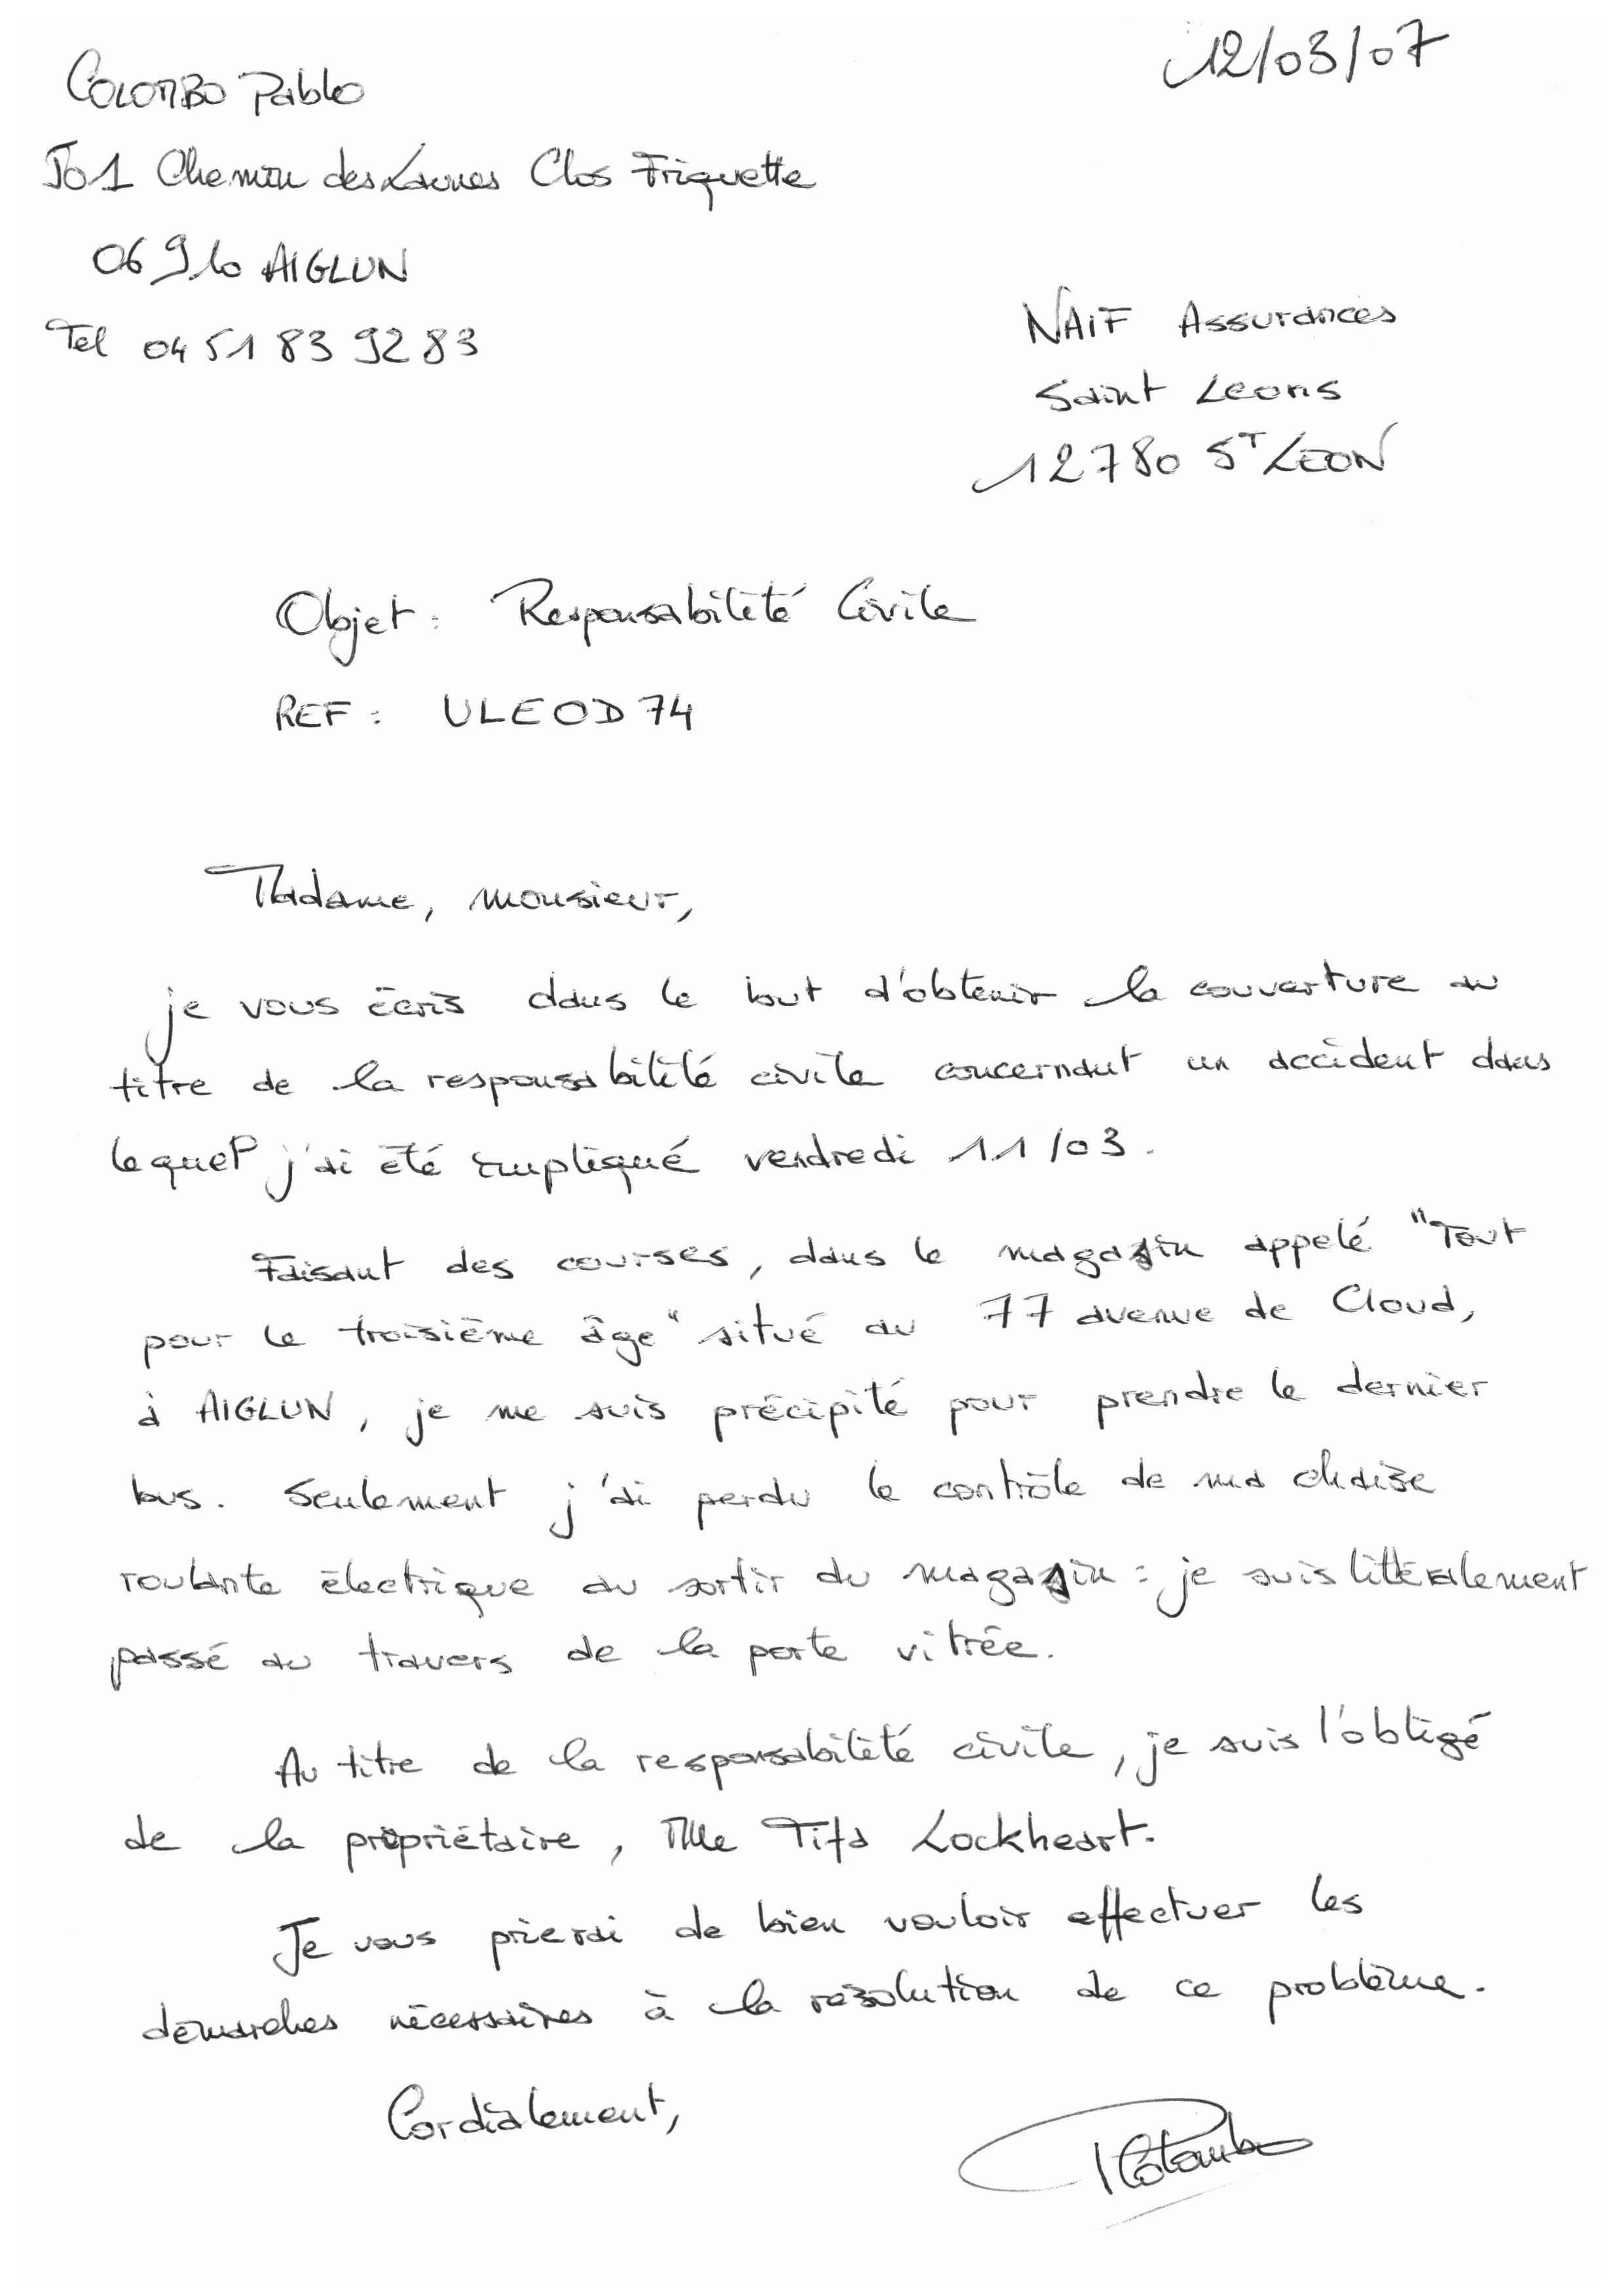 12/03/07
COLOMBO Pablo
J01 Chemin des Launes Clos Friquette
06910 AIGLUN
Tel 04 51 83 92 83
NAiF Assurances
Saint Leons
12780 ST LEON
Objet : Responsabilité Civile
REF : ULEOD74
Madame, monsieur,
je vous écris dans le but d'obtenir la couverture au
titre de la responsabilité civile concernant un accident dans
lequel j'ai été impliqué vendredi 11/03.
Faisant des courses, dans le magasin appelé "Tout
pour le troisième âge" situé au 77 avenue de Cloud,
à AIGLUN, je me suis précipité pour prendre le dernier
bus. Seulement j'ai perdu le contrôle de ma chaise
roulante électrique au sortir du magasin : je suis littéralement
passé au travers de la porte vitrée.
Au titre de la responsabilité civile, je suis l'obligé
de la propriétaire, Mlle Tifa Lockheart.
Je vous prierai de bien vouloir effectuer les
démarches nécessaires à la résolution de ce problème.
Cordialement,
PColombo